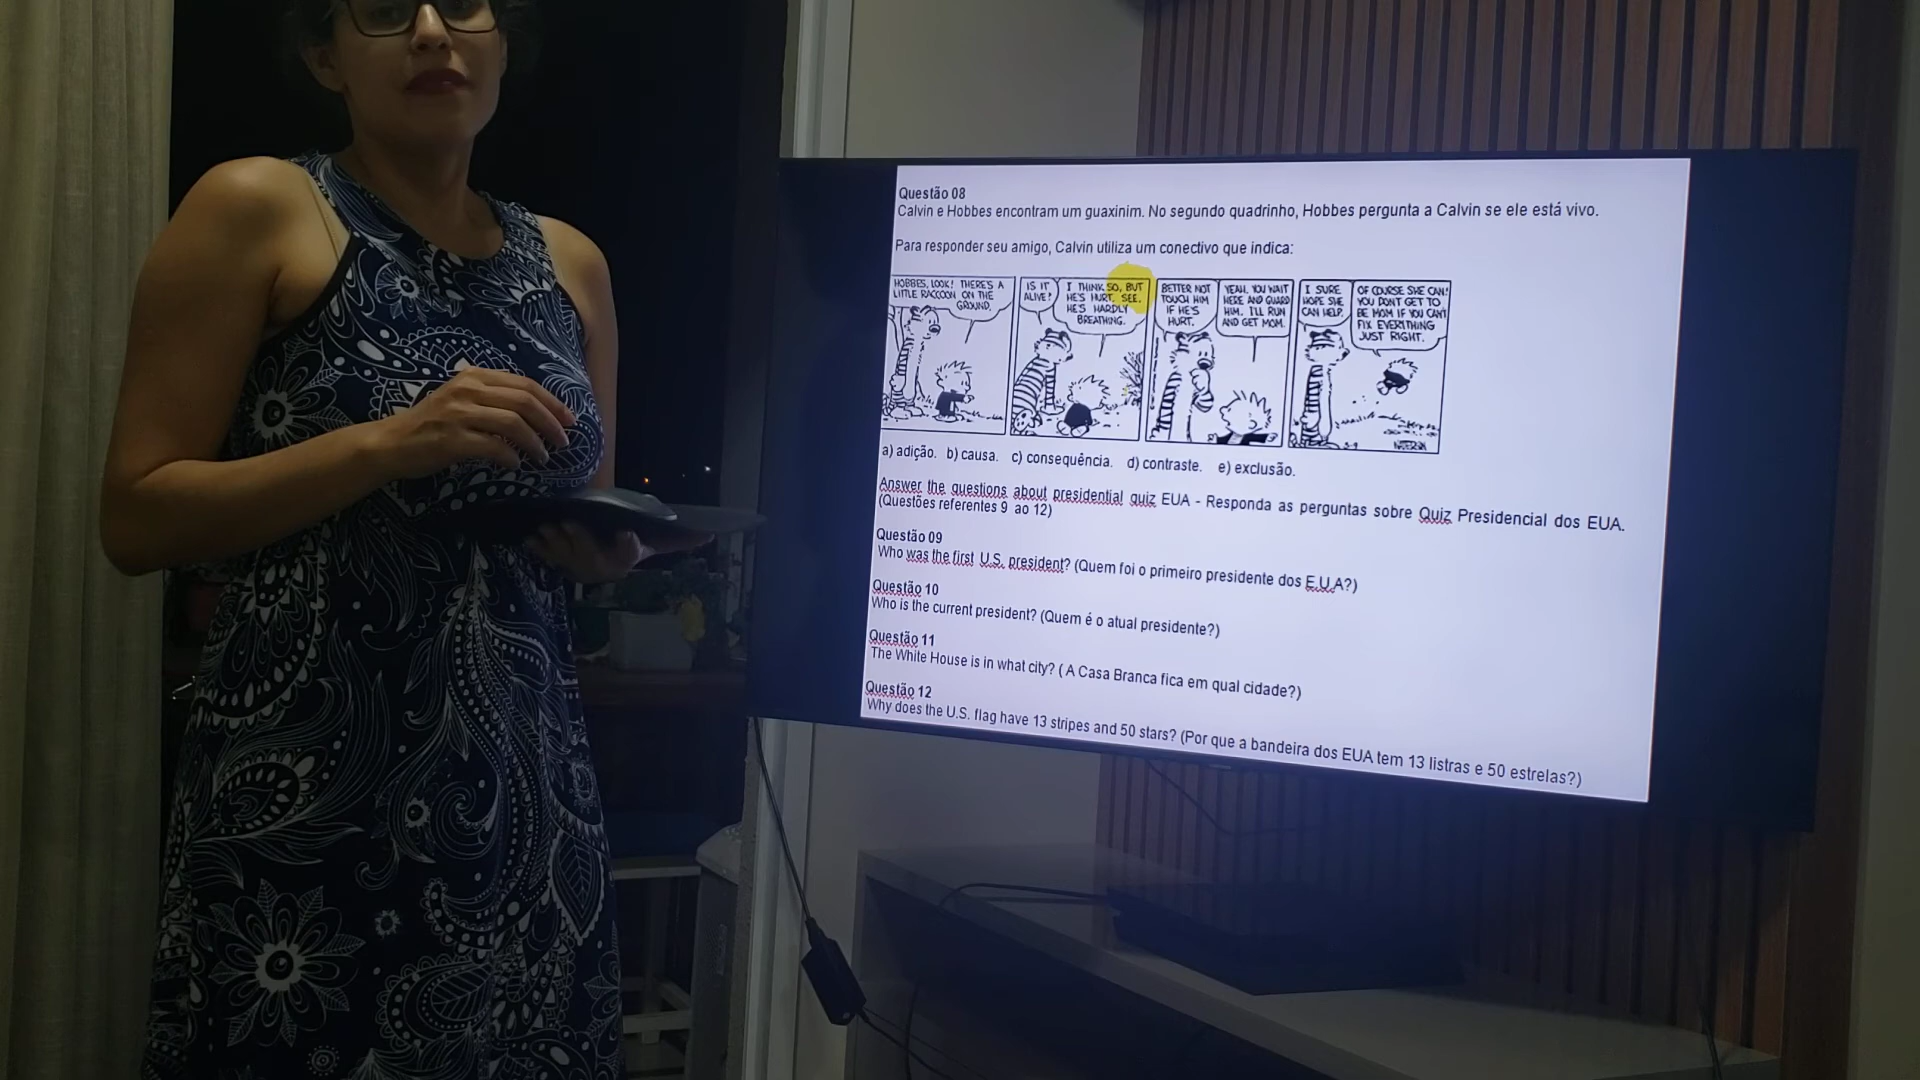 Questão 08
Calvin e Hobbes encontram um guaxinim. No segundo quadrinho, Hobbes pergunta a Calvin se ele está vivo.
Para responder seu amigo, Calvin utiliza um conectivo que indica:
HOBBES, LOOK! THERE'S A
LITTLE RACCOON ON THE
GROUND.
IS IT
ALIVE?
I THINK SO, BUT
HE'S HURT. SEE,
HE'S HARDLY
BREATHING.
BETTER NOT
TOUCH HIM
IF HE'S
HURT.
YEAH, YOU WAIT
HERE AND GUARD
HIM. I'LL RUN
AND GET MOM.
I SURE
HOPE SHE
CAN HELP.
OF COURSE SHE CAN!
YOU DON'T GET TO
BE MOM IF YOU CAN'T
FIX EVERYTHING
JUST RIGHT.
a) adição. b) causa. c) consequência. d) contraste. e) exclusão.
Answer the questions about presidential quiz EUA - Responda as perguntas sobre Quiz Presidencial dos EUA.
(Questões referentes 9 ao 12)
Questão 09
Who was the first U.S. president? (Quem foi o primeiro presidente dos E.U.A?)
Questão 10
Who is the current president? (Quem é o atual presidente?)
Questão 11
The White House is in what city? ( A Casa Branca fica em qual cidade?)
Questão 12
Why does the U.S. flag have 13 stripes and 50 stars? (Por que a bandeira dos EUA tem 13 listras e 50 estrelas?)